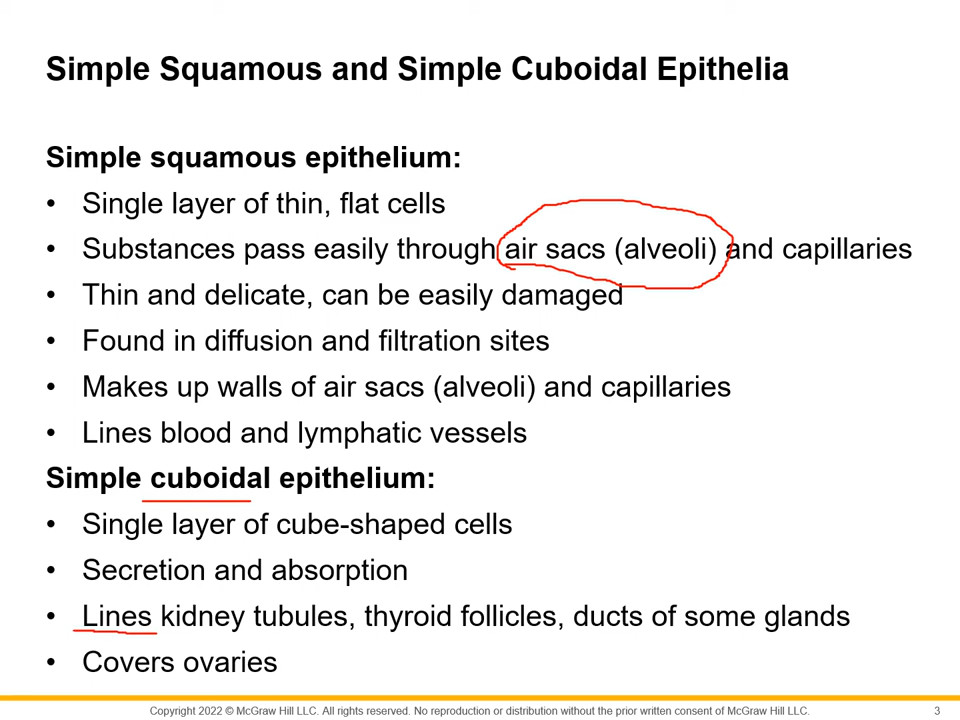 Simple Squamous and Simple Cuboidal Epithelia
Simple squamous epithelium:
• Single layer of thin, flat cells
• Substances pass easily through air sacs (alveoli) and capillaries
• Thin and delicate, can be easily damaged
• Found in diffusion and filtration sites
• Makes up walls of air sacs (alveoli) and capillaries
• Lines blood and lymphatic vessels
Simple cuboidal epithelium:
• Single layer of cube-shaped cells
• Secretion and absorption
• Lines kidney tubules, thyroid follicles, ducts of some glands
• Covers ovaries
Copyright 2022 © McGraw Hill LLC. All rights reserved. No reproduction or distribution without the prior written consent of McGraw Hill LLC. 3